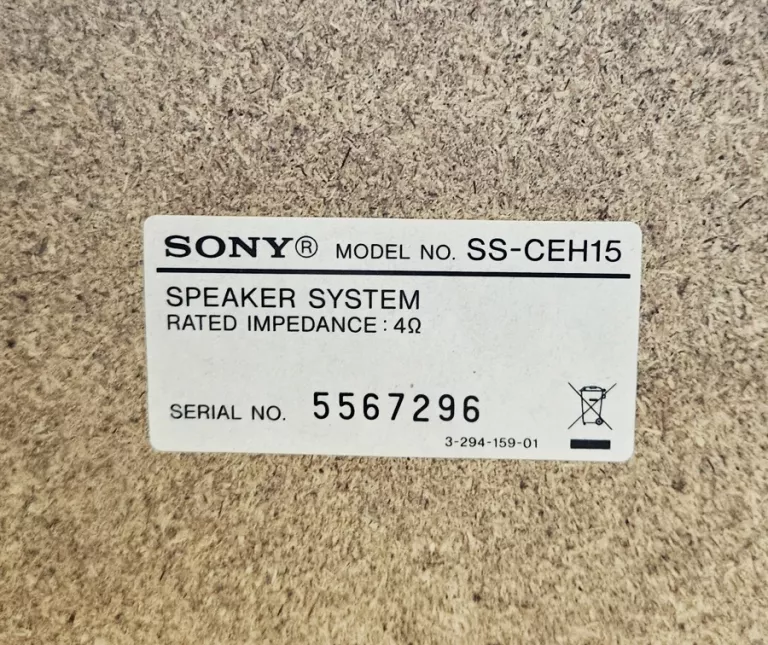 SONY® MODEL NO. SS-CEH15
SPEAKER SYSTEM
RATED IMPEDANCE : 4Ω
SERIAL NO. 5567296
3-294-159-01